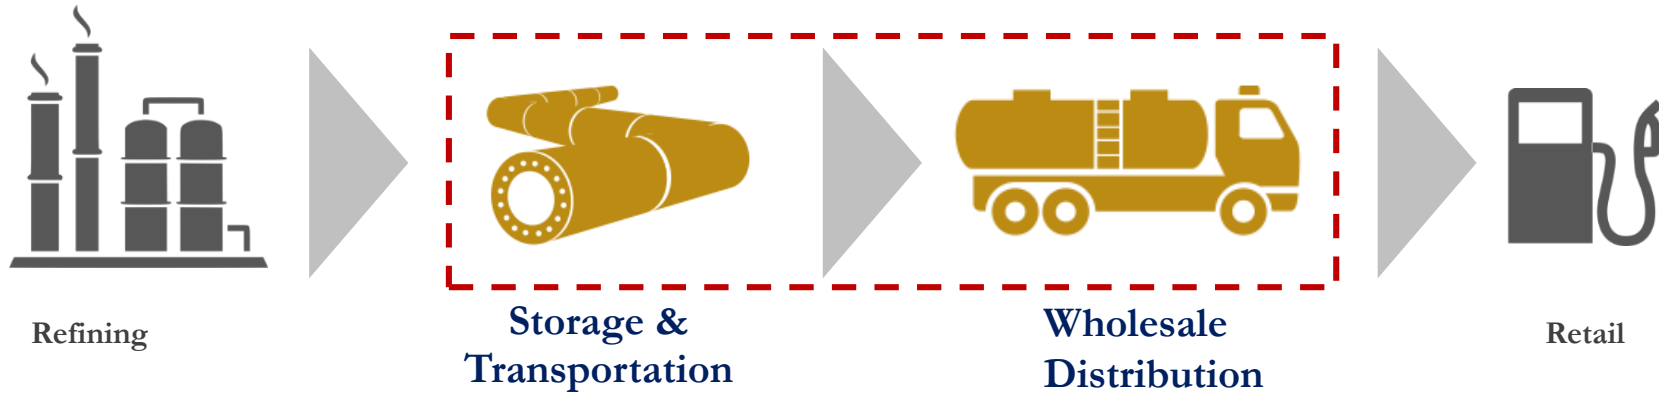 Refining
Storage &
Transportation
Wholesale
Distribution
Retail